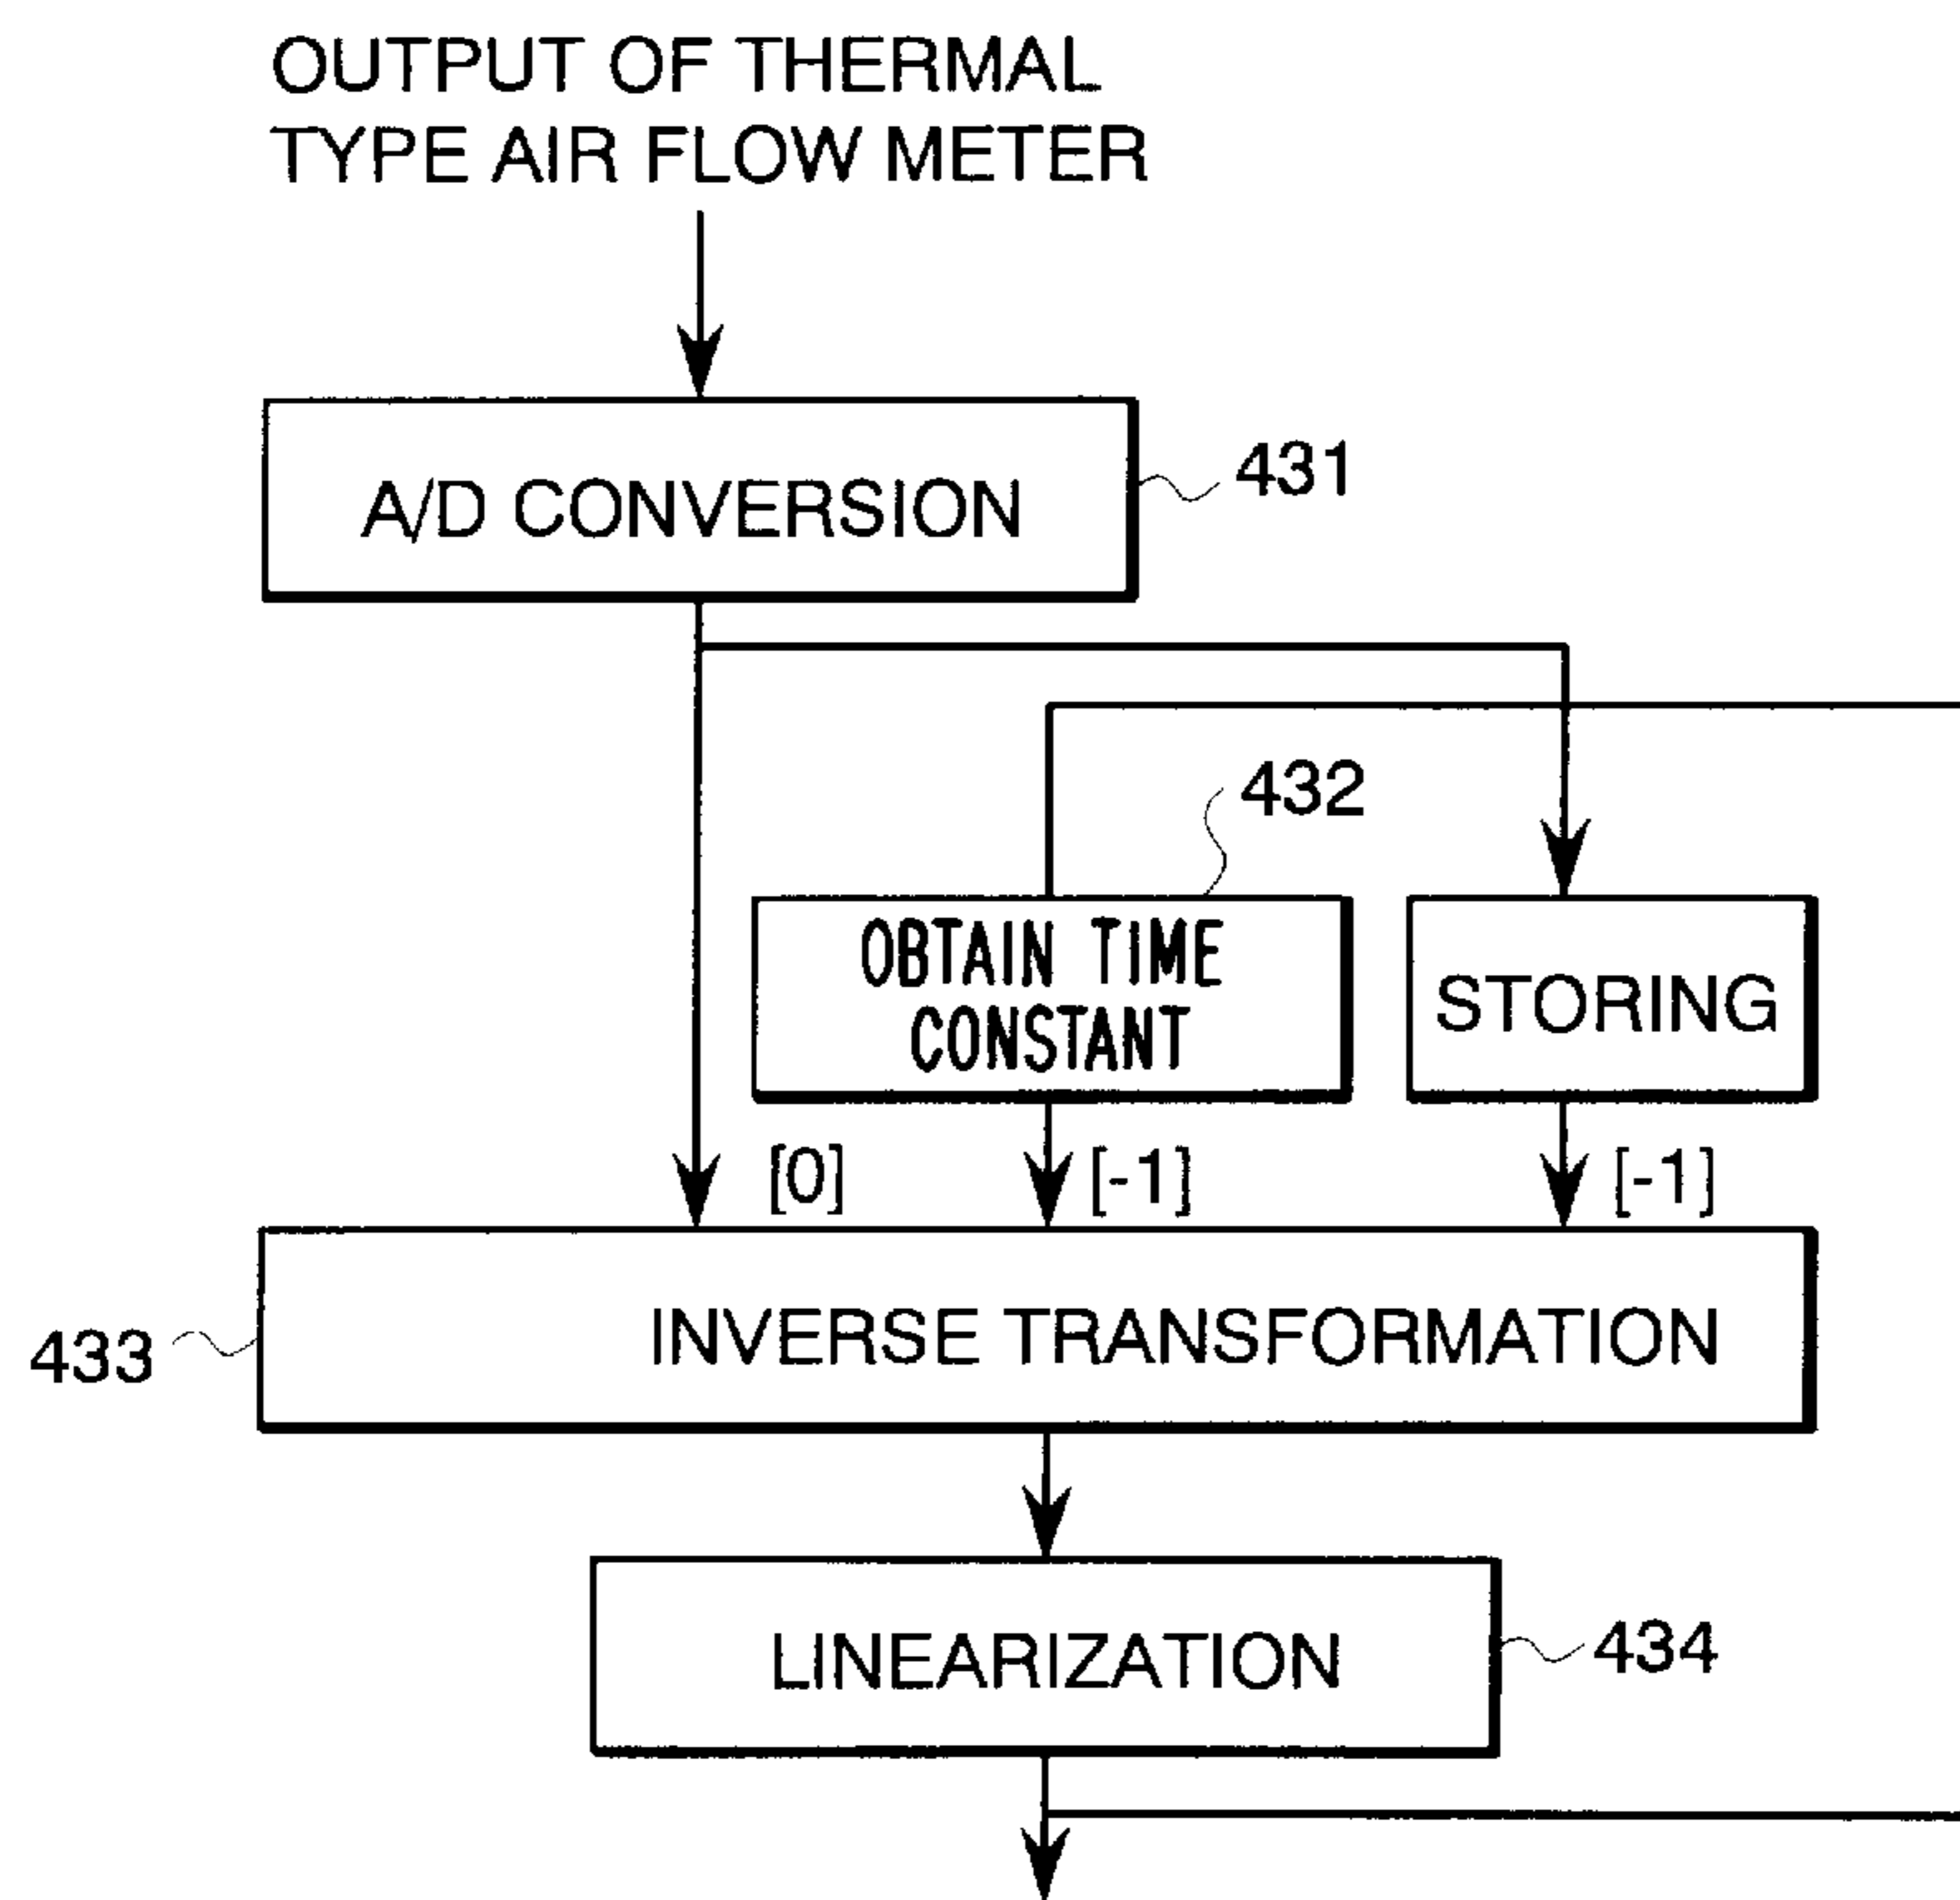 OUTPUT OF THERMAL
TYPE AIR FLOW METER
A/D CONVERSION
431
432
OBTAIN TIME
CONSTANT
STORING
[0]
[-1]
[-1]
INVERSE TRANSFORMATION
433
LINEARIZATION
434